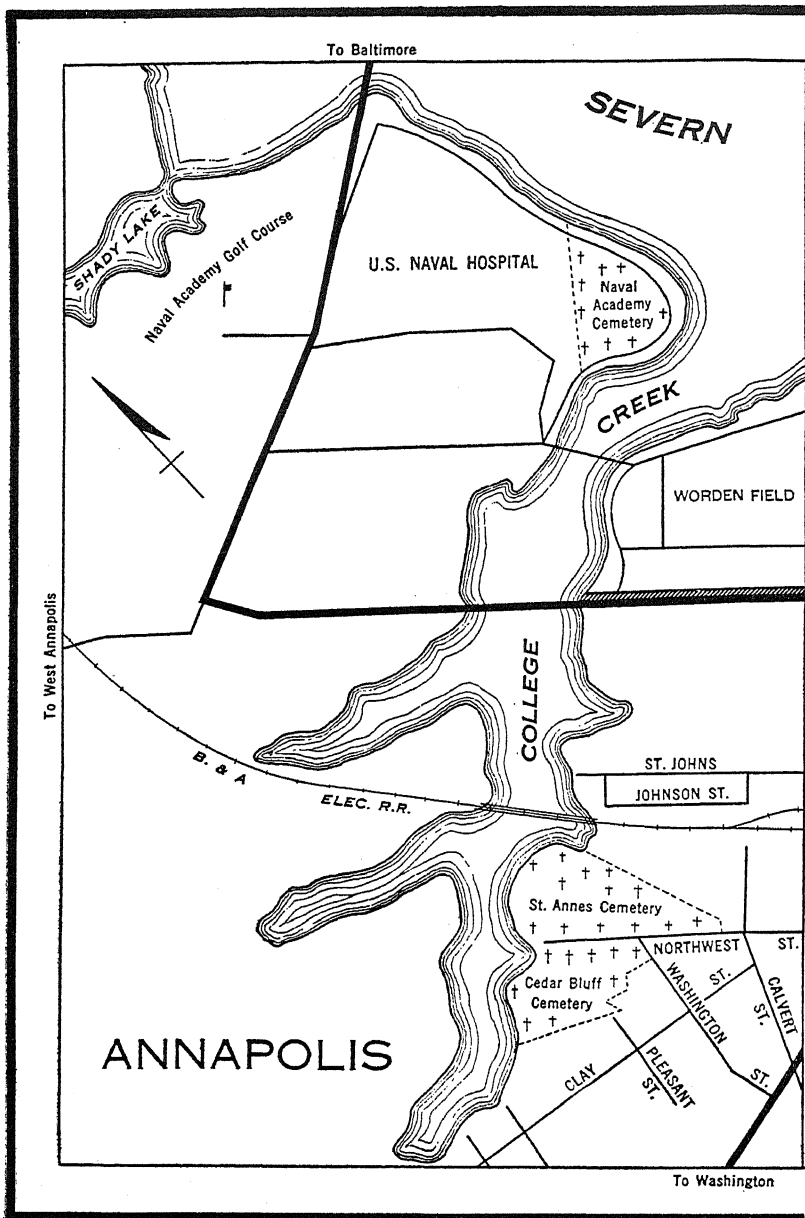 To Baltimore
SEVERN
SHADY LAKE
Naval Academy Golf Course
U.S. NAVAL HOSPITAL
Naval
Academy
Cemetery
CREEK
WORDEN FIELD
To West Annapolis
COLLEGE
B. & A
ELEC. R.R.
ST. JOHNS
JOHNSON ST.
St. Annes Cemetery
NORTHWEST ST.
Cedar Bluff
Cemetery
WASHINGTON ST.
CALVERT ST.
ANNAPOLIS
CLAY ST.
PLEASANT
ST.
To Washington